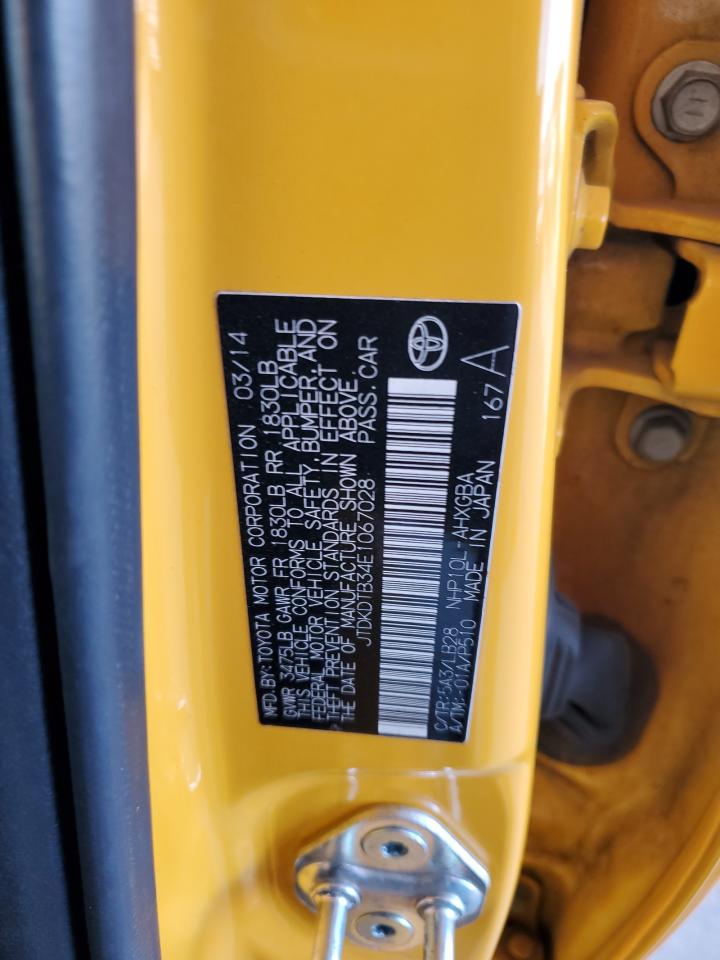 MFD.BY:TOYOTA MOTOR CORPORATION 03/14
GVWR 3475LB GAWR FR 1830LB RR 1830LB
THIS VEHICLE CONFORMS TO ALL APPLICABLE
FEDERAL MOTOR VEHICLE SAFETY, BUMPER, AND
THEFT PREVENTION STANDARDS IN EFFECT ON
THE DATE OF MANUFACTURE SHOWN ABOVE.
JTDKDTB34E1067028 PASS.CAR
C/TR:5A3/LB28 NHP10L-AHXGBA
A/TM:-01A/P510 MADE IN JAPAN 167 A